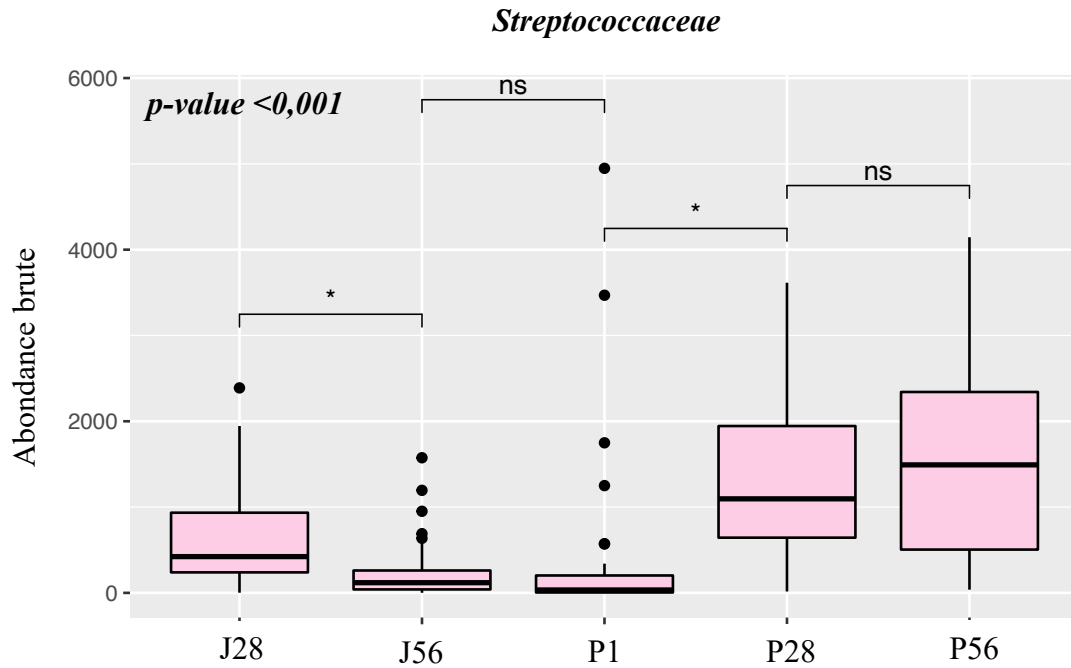 Streptococcaceae
6000
p-value <0,001
ns
ns
*
4000
*
Abondance brute
2000
0
J28 J56 P1 P28 P56